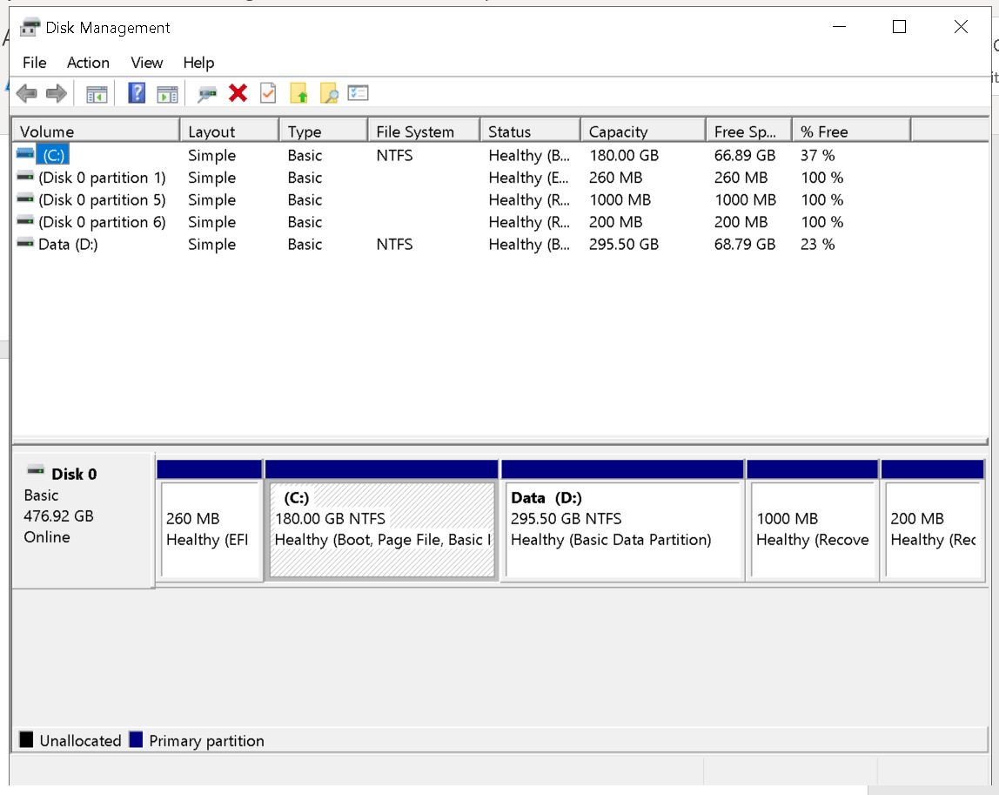 Disk Management
File Action View Help
Volume Layout Type File System Status Capacity Free Sp... % Free
(C:) Simple Basic NTFS Healthy (B... 180.00 GB 66.89 GB 37 %
(Disk 0 partition 1) Simple Basic Healthy (E... 260 MB 260 MB 100 %
(Disk 0 partition 5) Simple Basic Healthy (R... 1000 MB 1000 MB 100 %
(Disk 0 partition 6) Simple Basic Healthy (R... 200 MB 200 MB 100 %
Data (D:) Simple Basic NTFS Healthy (B... 295.50 GB 68.79 GB 23 %
Disk 0
Basic
476.92 GB
Online
260 MB
Healthy (EFI
(C:)
180.00 GB NTFS
Healthy (Boot, Page File, Basic
Data (D:)
295.50 GB NTFS
Healthy (Basic Data Partition)
1000 MB
Healthy (Recove
200 MB
Healthy (Rec
Unallocated Primary partition